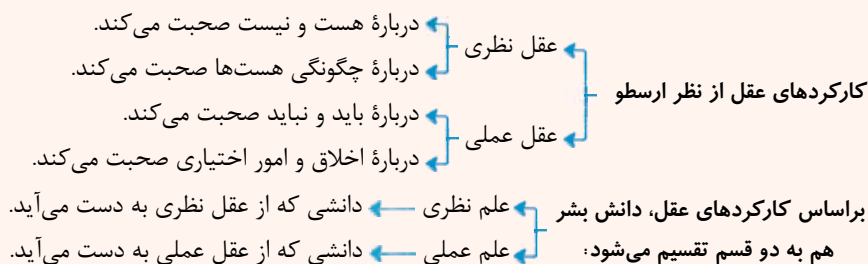 کارکردهای عقل از نظر ارسطو
عقل نظری
دربارهٔ هست و نیست صحبت می‌کند.
دربارهٔ چگونگی هست‌ها صحبت می‌کند.
عقل عملی
دربارهٔ باید و نباید صحبت می‌کند.
دربارهٔ اخلاق و امور اختیاری صحبت می‌کند.
براساس کارکردهای عقل، دانش بشر
هم به دو قسم تقسیم می‌شود:
علم نظری
دانشی که از عقل نظری به دست می‌آید.
علم عملی
دانشی که از عقل عملی به دست می‌آید.